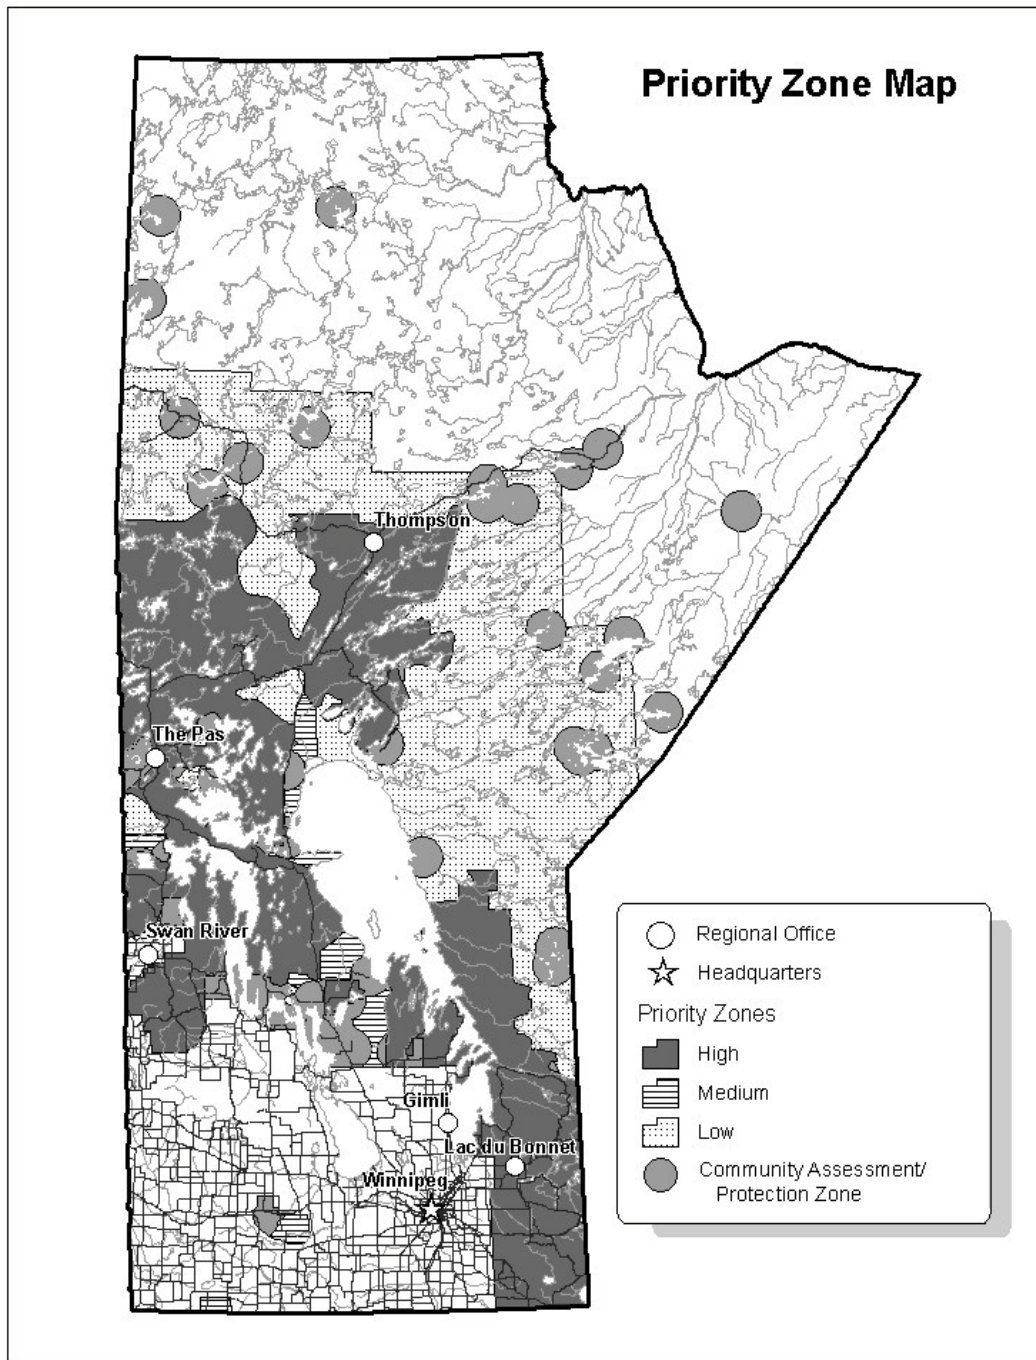 Priority Zone Map
Thompson
The Pas
Swan River
Gimli
Lac du Bonnet
Winnipeg
Regional Office
Headquarters
Priority Zones
High
Medium
Low
Community Assessment/
Protection Zone